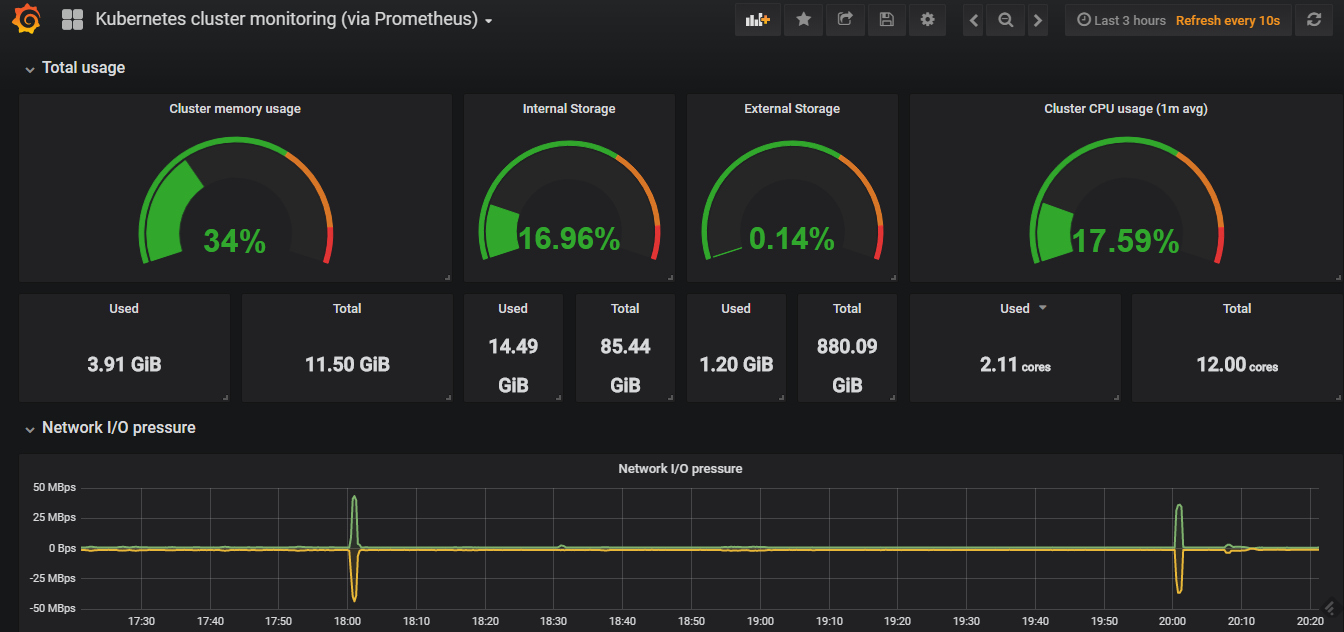 Kubernetes cluster monitoring (via Prometheus)
Last 3 hours Refresh every 10s
Total usage
Cluster memory usage
34%
Internal Storage
16.96%
External Storage
0.14%
Cluster CPU usage (1m avg)
17.59%
Used
3.91 GiB
Total
11.50 GiB
Used
14.49
GiB
Total
85.44
GiB
Used
1.20 GiB
Total
880.09
GiB
Used
2.11 cores
Total
12.00 cores
Network I/O pressure
Network I/O pressure
50 MBps
25 MBps
0 Bps
-25 MBps
-50 MBps
17:30 17:40 17:50 18:00 18:10 18:20 18:30 18:40 18:50 19:00 19:10 19:20 19:30 19:40 19:50 20:00 20:10 20:20